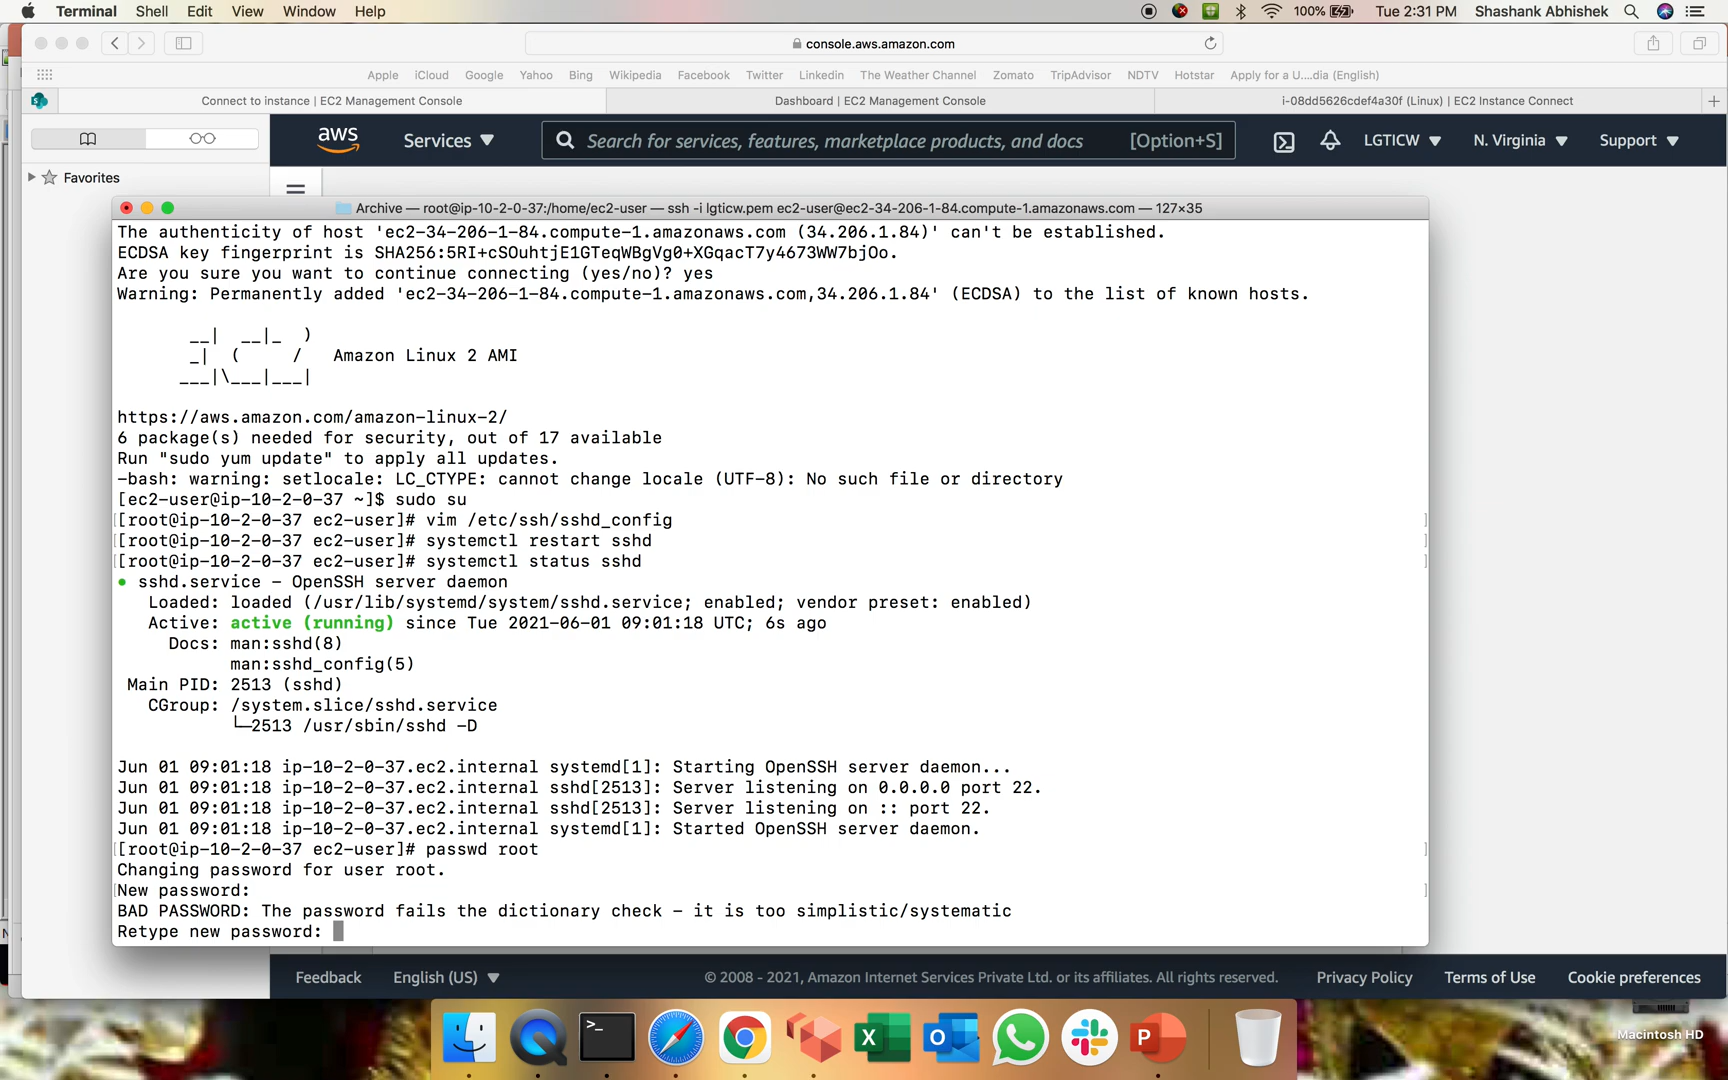 Terminal Shell Edit View Window Help 100% Tue 2:31 PM Shashank Abhishek
console.aws.amazon.com
Apple iCloud Google Yahoo Bing Wikipedia Facebook Twitter Linkedin The Weather Channel Zomato TripAdvisor NDTV Hotstar Apply for a U....dia (English)
Connect to instance | EC2 Management Console Dashboard | EC2 Management Console i-08dd5626cdef4a30f (Linux) | EC2 Instance Connect
aws Services Search for services, features, marketplace products, and docs [Option+S] LGTICW N. Virginia Support
Favorites
Archive — root@ip-10-2-0-37:/home/ec2-user — ssh -i lgticw.pem ec2-user@ec2-34-206-1-84.compute-1.amazonaws.com — 127×35
The authenticity of host 'ec2-34-206-1-84.compute-1.amazonaws.com (34.206.1.84)' can't be established.
ECDSA key fingerprint is SHA256:5RI+cSOuhtjE1GTeqWBgVg0+XGqacT7y4673WW7bjOo.
Are you sure you want to continue connecting (yes/no)? yes
Warning: Permanently added 'ec2-34-206-1-84.compute-1.amazonaws.com,34.206.1.84' (ECDSA) to the list of known hosts.
__|  __|_  )
_|  (     /   Amazon Linux 2 AMI
___|\___|___|
https://aws.amazon.com/amazon-linux-2/
6 package(s) needed for security, out of 17 available
Run "sudo yum update" to apply all updates.
-bash: warning: setlocale: LC_CTYPE: cannot change locale (UTF-8): No such file or directory
[ec2-user@ip-10-2-0-37 ~]$ sudo su
[root@ip-10-2-0-37 ec2-user]# vim /etc/ssh/sshd_config
[root@ip-10-2-0-37 ec2-user]# systemctl restart sshd
[root@ip-10-2-0-37 ec2-user]# systemctl status sshd
● sshd.service - OpenSSH server daemon
Loaded: loaded (/usr/lib/systemd/system/sshd.service; enabled; vendor preset: enabled)
Active: active (running) since Tue 2021-06-01 09:01:18 UTC; 6s ago
Docs: man:sshd(8)
man:sshd_config(5)
Main PID: 2513 (sshd)
CGroup: /system.slice/sshd.service
└─2513 /usr/sbin/sshd -D
Jun 01 09:01:18 ip-10-2-0-37.ec2.internal systemd[1]: Starting OpenSSH server daemon...
Jun 01 09:01:18 ip-10-2-0-37.ec2.internal sshd[2513]: Server listening on 0.0.0.0 port 22.
Jun 01 09:01:18 ip-10-2-0-37.ec2.internal sshd[2513]: Server listening on :: port 22.
Jun 01 09:01:18 ip-10-2-0-37.ec2.internal systemd[1]: Started OpenSSH server daemon.
[root@ip-10-2-0-37 ec2-user]# passwd root
Changing password for user root.
New password:
BAD PASSWORD: The password fails the dictionary check - it is too simplistic/systematic
Retype new password:
Feedback English (US) © 2008 - 2021, Amazon Internet Services Private Ltd. or its affiliates. All rights reserved. Privacy Policy Terms of Use Cookie preferences
Macintosh HD